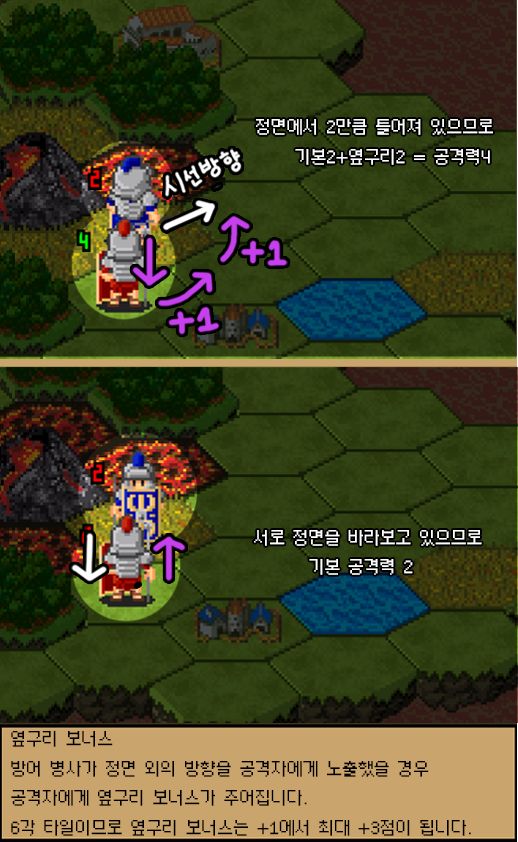 정면에서 2만큼 틀어져 있으므로
기본2+옆구리2 = 공격력4
2
시선방향
4
+1
+1
2
서로 정면을 바라보고 있으므로
기본 공격력 2
옆구리 보너스
방어 병사가 정면 외의 방향을 공격자에게 노출했을 경우
공격자에게 옆구리 보너스가 주어집니다.
6각 타일이므로 옆구리 보너스는 +1에서 최대 +3점이 됩니다.